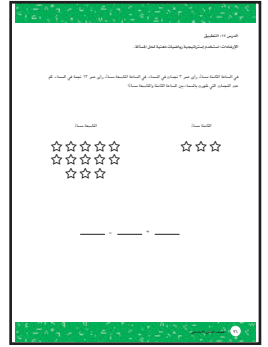 الدرس ١٤: التطبيق
الإرشادات: استخدم إستراتيجية رياضيات ذهنية لحل المسألة.
في الساعة الثامنة مساءً، رأى عمر ٣ نجمات في السماء. في الساعة التاسعة مساءً، رأى عمر ١٣ نجمة في السماء. كم
عدد النجمات التي ظهرت بالسماء بين الساعة الثامنة والتاسعة مساءً؟
الثامنة مساءً:
التاسعة مساءً:
=